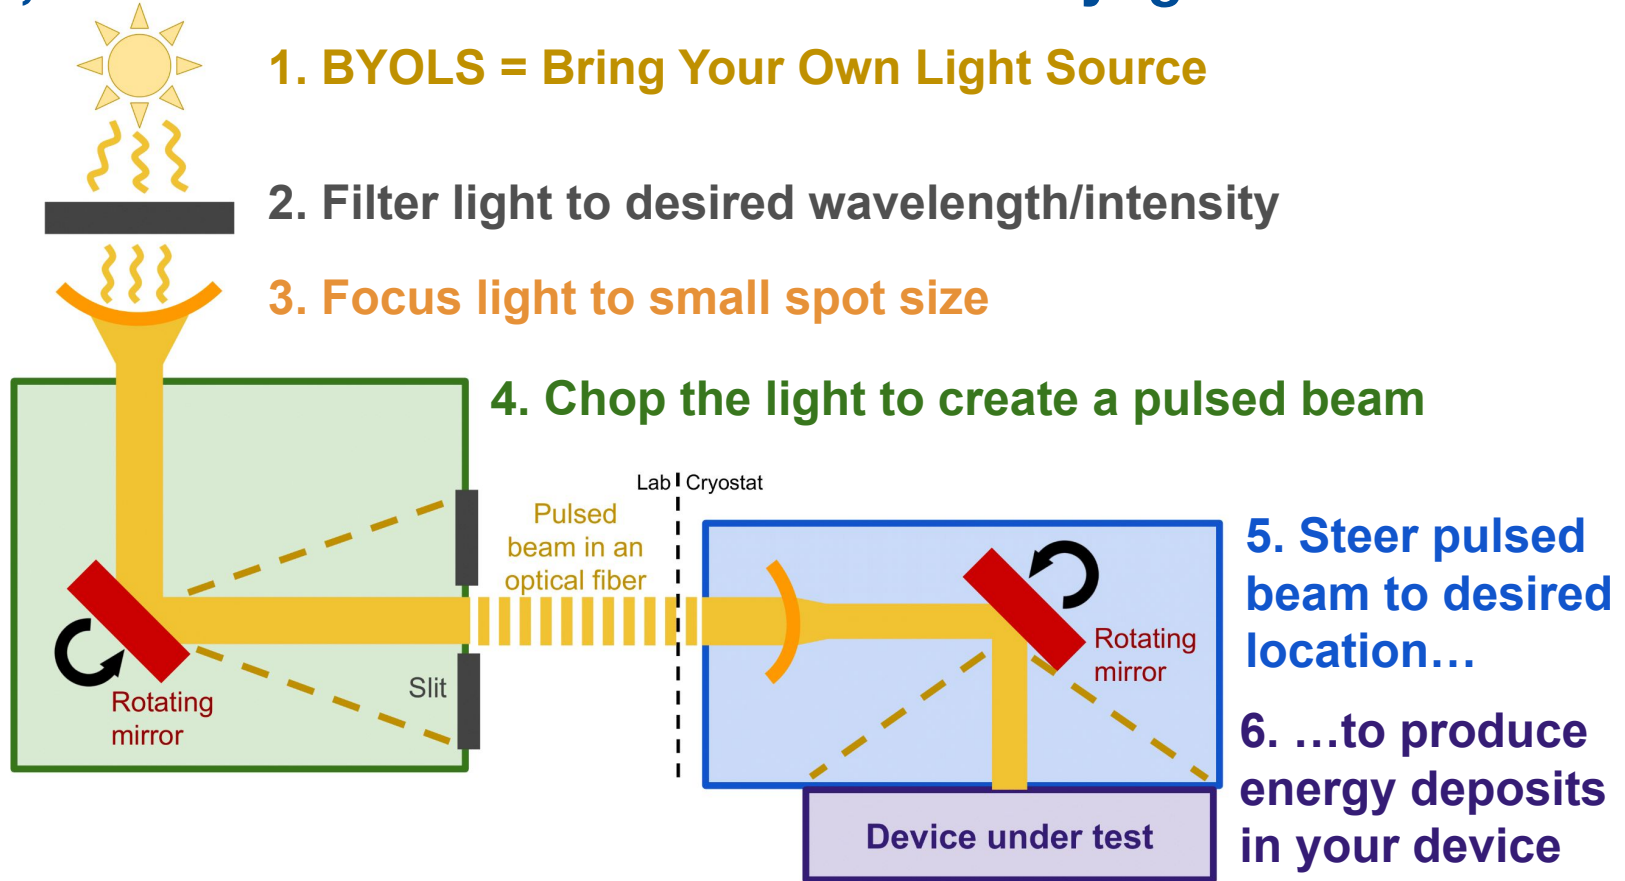 1. BYOLS = Bring Your Own Light Source
2. Filter light to desired wavelength/intensity
3. Focus light to small spot size
4. Chop the light to create a pulsed beam
Lab Cryostat
Pulsed
beam in an
optical fiber
5. Steer pulsed
beam to desired
location…
Rotating
mirror
Slit
Rotating
mirror
6. …to produce
energy deposits
in your device
Device under test